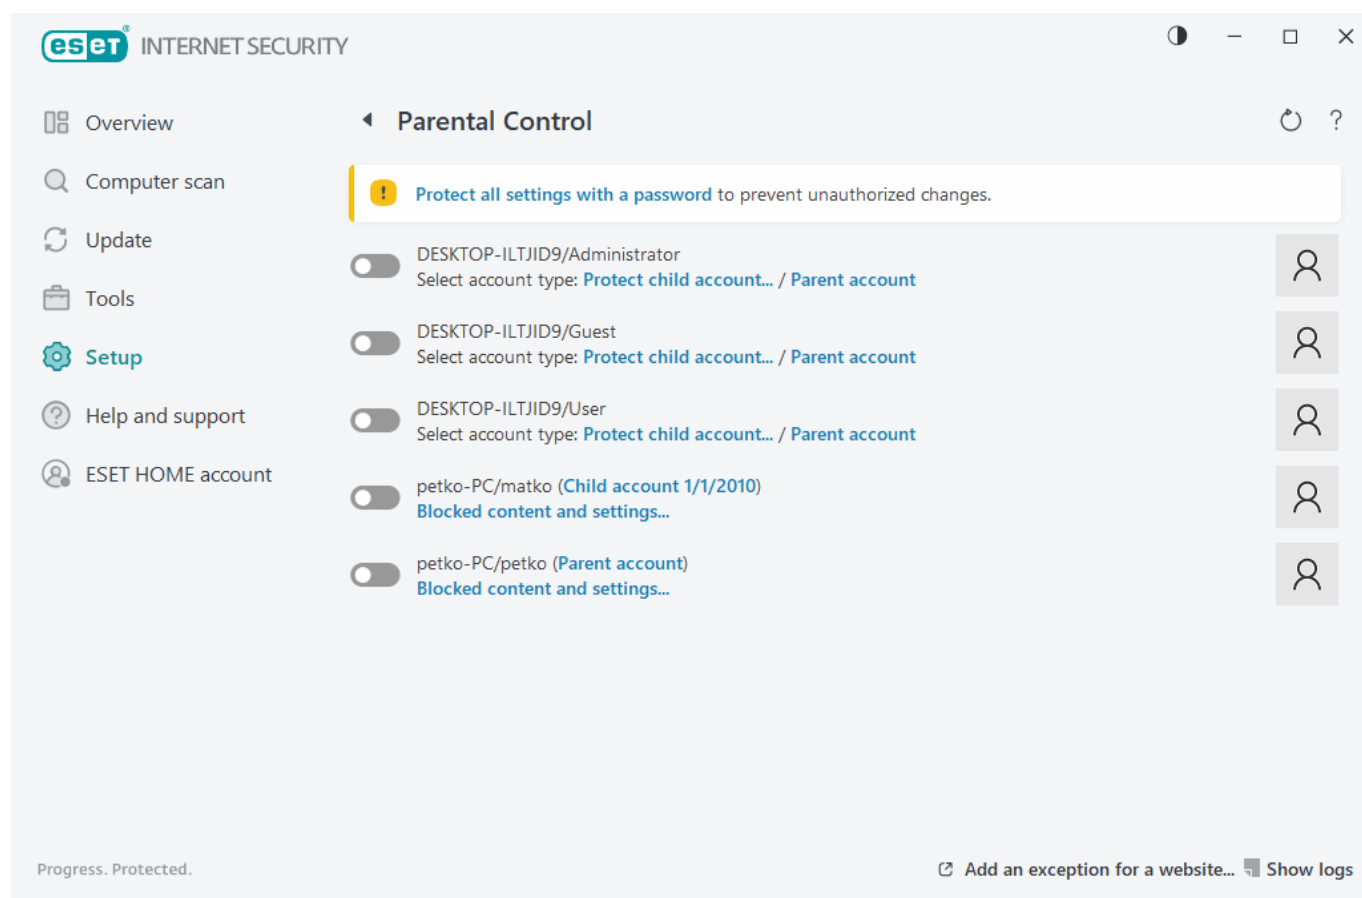 eset® INTERNET SECURITY
Overview
Computer scan
Update
Tools
Setup
Help and support
ESET HOME account
Parental Control
?
! Protect all settings with a password to prevent unauthorized changes.
DESKTOP-ILTJID9/Administrator
Select account type: Protect child account... / Parent account
DESKTOP-ILTJID9/Guest
Select account type: Protect child account... / Parent account
DESKTOP-ILTJID9/User
Select account type: Protect child account... / Parent account
petko-PC/matko (Child account 1/1/2010)
Blocked content and settings...
petko-PC/petko (Parent account)
Blocked content and settings...
Progress. Protected.
Add an exception for a website... Show logs